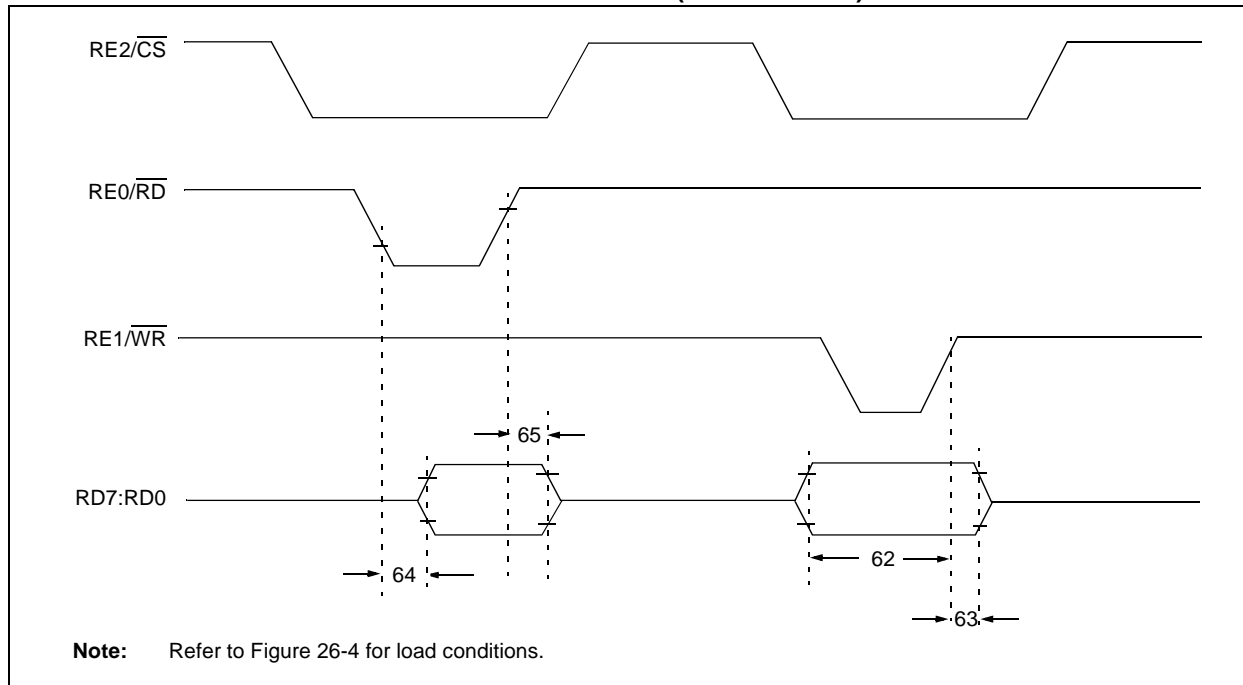 RE2/CS
RE0/RD
RE1/WR
65
RD7:RD0
62
64
63
Note: Refer to Figure 26-4 for load conditions.